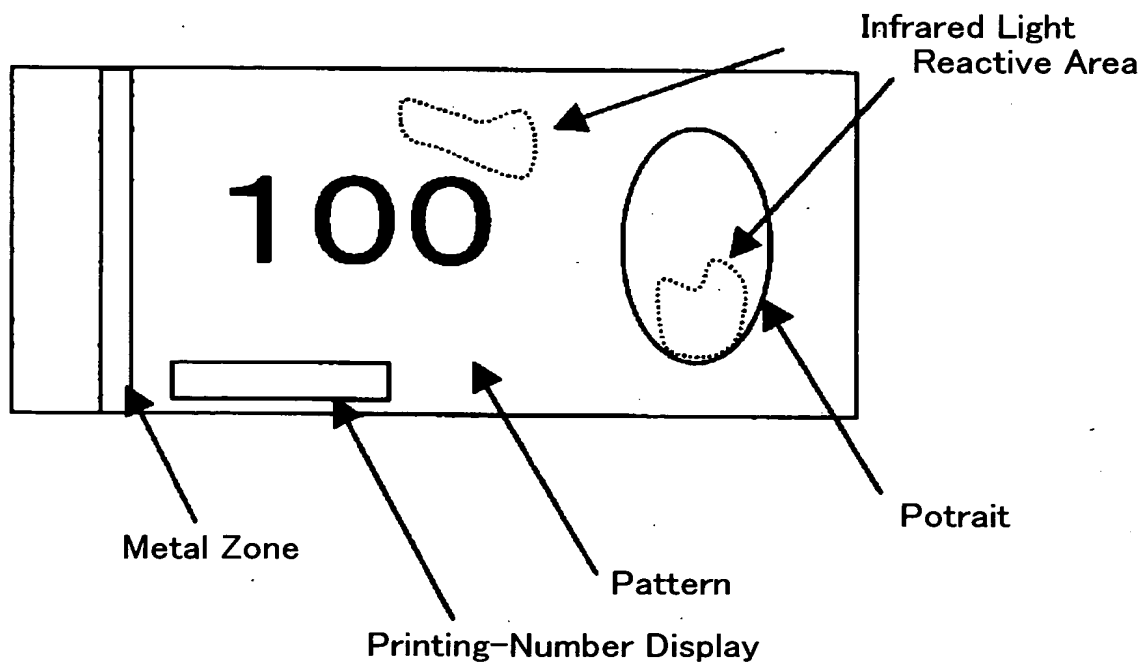 Infrared Light
Reactive Area
100
Potrait
Metal Zone
Pattern
Printing-Number Display